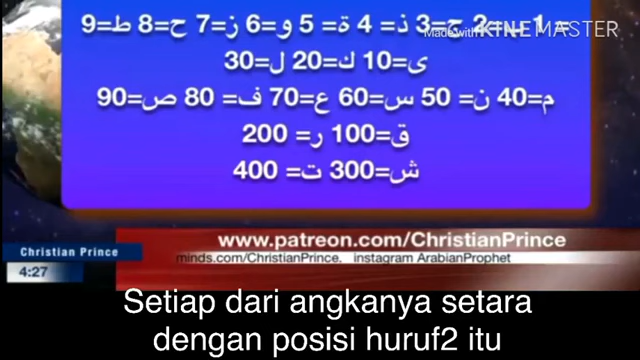 1 ب=2 ج=3 ذ= 4 ة= 5 و=6 ز=7 ح=8 ط=9
Made with KINEMASTER
ى=10 ك=20 ل=30
م=40 ن= 50 س=60 ع=70 ف= 80 ص=90
ق=100 ر= 200
ش=300 ت= 400
www.patreon.com/ChristianPrince
Christian Prince
minds.com/ChristianPrince. instagram ArabianProphet
4:27
Setiap dari angkanya setara
dengan posisi huruf2 itu